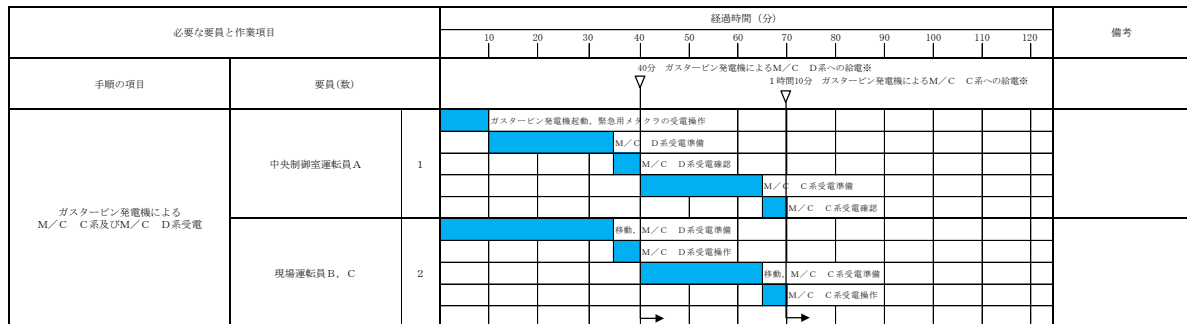 必要な要員と作業項目
経過時間（分）
備考
10 20 30 40 50 60 70 80 90 100 110 120
手順の項目
要員(数)
40分　ガスタービン発電機によるM／C　D系への給電※
1時間10分　ガスタービン発電機によるM／C　C系への給電※
ガスタービン発電機による
M／C　C系及びM／C　D系受電
中央制御室運転員A
1
ガスタービン発電機起動，緊急用メタクラの受電操作
M／C　D系受電準備
M／C　D系受電確認
M／C　C系受電準備
M／C　C系受電確認
現場運転員B，C
2
移動，M／C　D系受電準備
M／C　D系受電操作
移動，M／C　C系受電準備
M／C　C系受電操作